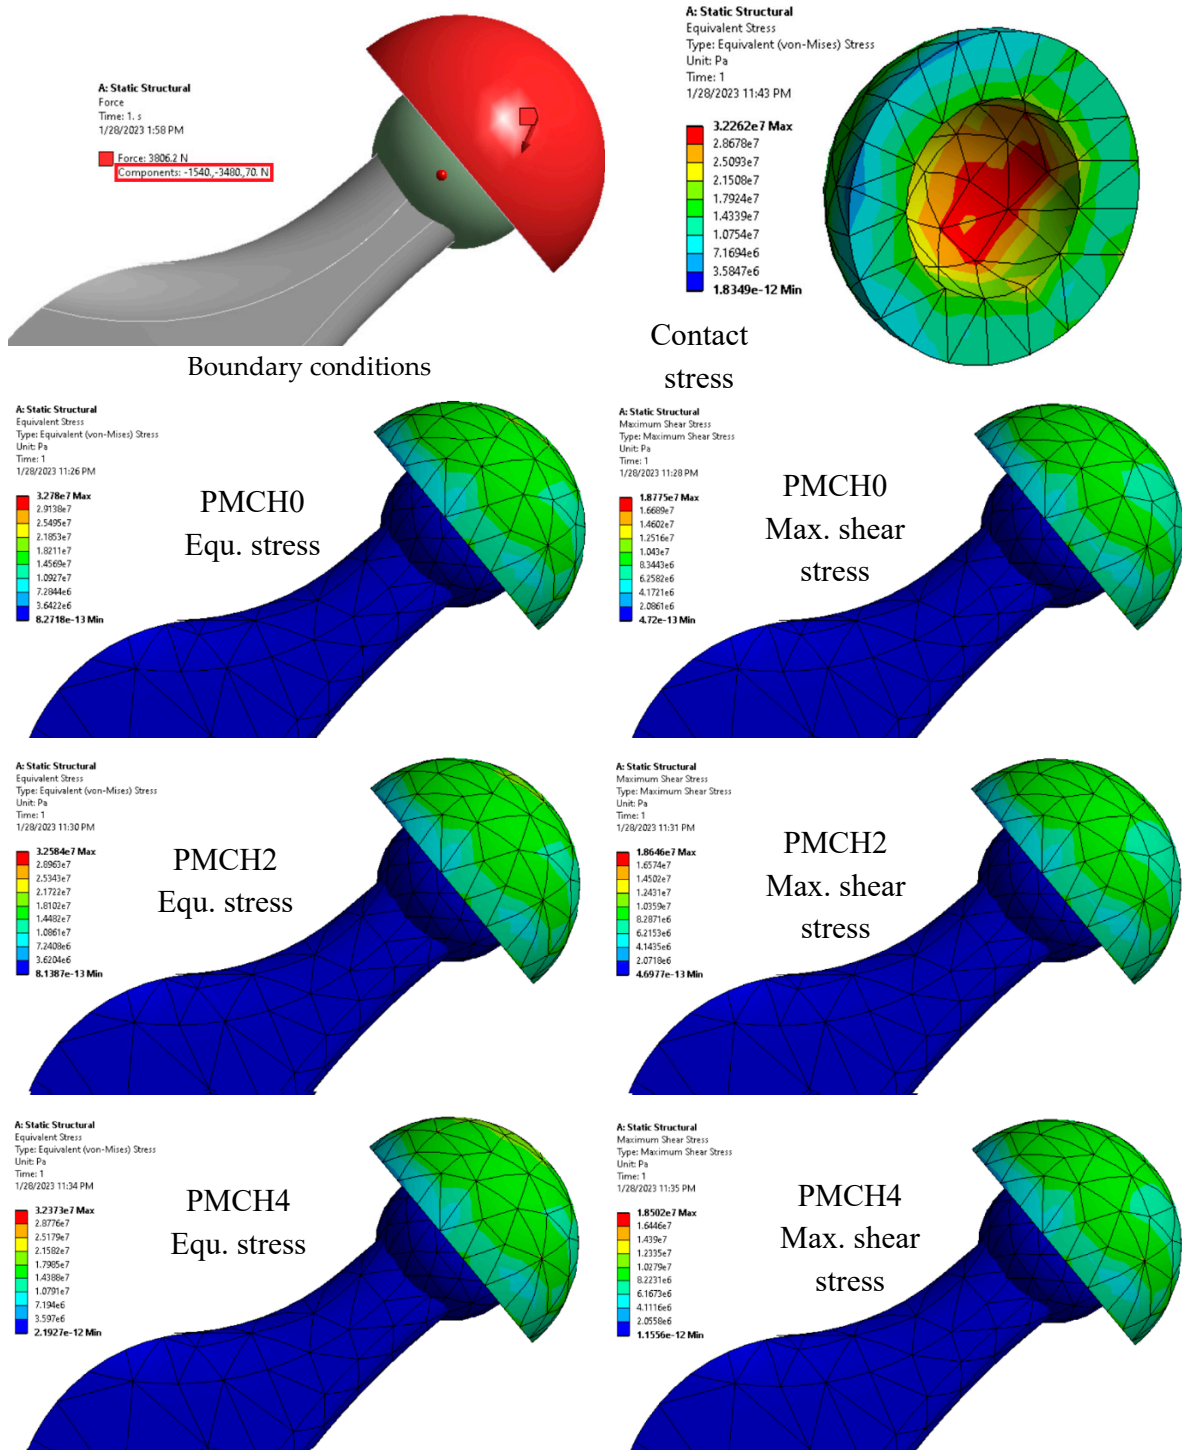 A: Static Structural
Force
Time: 1. s
1/28/2023 1:58 PM
Force: 3806.2 N
Components: -1540.,-3480.,70. N
Boundary conditions
A: Static Structural
Equivalent Stress
Type: Equivalent (von-Mises) Stress
Unit: Pa
Time: 1
1/28/2023 11:43 PM
3.2262e7 Max
2.8678e7
2.5093e7
2.1508e7
1.7924e7
1.4339e7
1.0754e7
7.1694e6
3.5847e6
1.8349e-12 Min
Contact
stress
A: Static Structural
Equivalent Stress
Type: Equivalent (von-Mises) Stress
Unit: Pa
Time: 1
1/28/2023 11:26 PM
3.278e7 Max
2.9138e7
2.5495e7
2.1853e7
1.8211e7
1.4569e7
1.0927e7
7.2844e6
3.6422e6
8.2718e-13 Min
PMCH0
Equ. stress
A: Static Structural
Maximum Shear Stress
Type: Maximum Shear Stress
Unit: Pa
Time: 1
1/28/2023 11:28 PM
1.8775e7 Max
1.6689e7
1.4602e7
1.2516e7
1.043e7
8.3443e6
6.2582e6
4.1721e6
2.0861e6
4.72e-13 Min
PMCH0
Max. shear
stress
A: Static Structural
Equivalent Stress
Type: Equivalent (von-Mises) Stress
Unit: Pa
Time: 1
1/28/2023 11:30 PM
3.2584e7 Max
2.8963e7
2.5343e7
2.1722e7
1.8102e7
1.4482e7
1.0861e7
7.2408e6
3.6204e6
8.1387e-13 Min
PMCH2
Equ. stress
A: Static Structural
Maximum Shear Stress
Type: Maximum Shear Stress
Unit: Pa
Time: 1
1/28/2023 11:31 PM
1.8646e7 Max
1.6574e7
1.4502e7
1.2431e7
1.0359e7
8.2871e6
6.2153e6
4.1435e6
2.0718e6
4.6977e-13 Min
PMCH2
Max. shear
stress
A: Static Structural
Equivalent Stress
Type: Equivalent (von-Mises) Stress
Unit: Pa
Time: 1
1/28/2023 11:34 PM
3.2373e7 Max
2.8776e7
2.5179e7
2.1582e7
1.7985e7
1.4388e7
1.0791e7
7.194e6
3.597e6
2.1927e-12 Min
PMCH4
Equ. stress
A: Static Structural
Maximum Shear Stress
Type: Maximum Shear Stress
Unit: Pa
Time: 1
1/28/2023 11:35 PM
1.8502e7 Max
1.6446e7
1.439e7
1.2335e7
1.0279e7
8.2231e6
6.1673e6
4.1116e6
2.0558e6
1.1556e-12 Min
PMCH4
Max. shear
stress